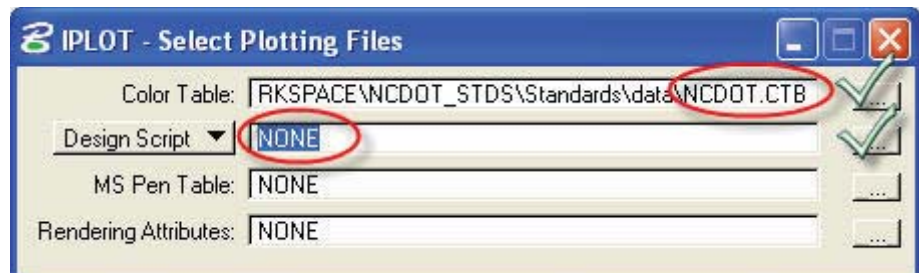 IPLOT - Select Plotting Files
Color Table: RKSPACE\NCDOT_STDS\Standards\data\NCDOT.CTB ...
Design Script NONE ...
MS Pen Table: NONE ...
Rendering Attributes: NONE ...